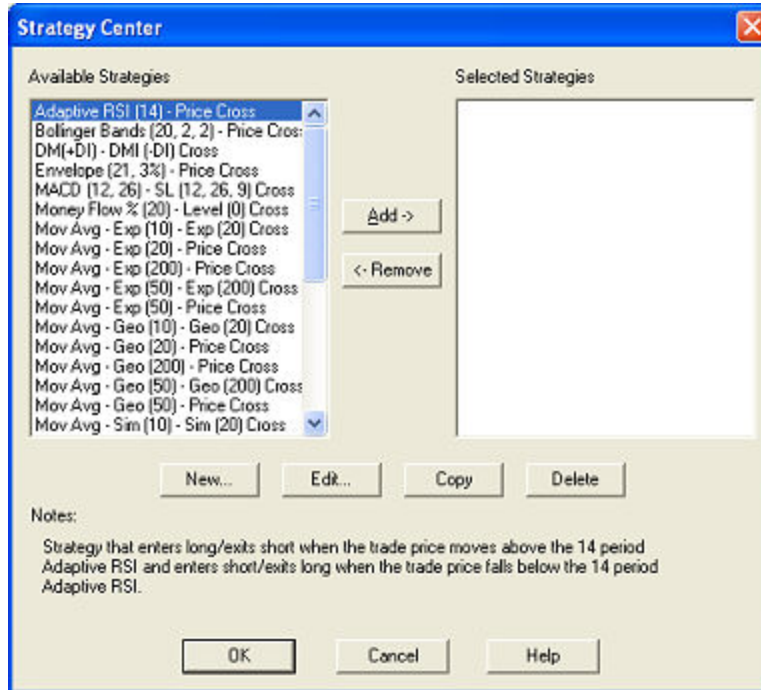 Strategy Center
Available Strategies
Selected Strategies
Adaptive RSI (14) - Price Cross
Bollinger Bands (20, 2, 2) - Price Cros
DM(+DI) - DMI (-DI) Cross
Envelope (21, 3%) - Price Cross
MACD (12, 26) - SL (12, 26, 9) Cross
Money Flow % (20) - Level (0) Cross
Mov Avg - Exp (10) - Exp (20) Cross
Mov Avg - Exp (20) - Price Cross
Mov Avg - Exp (200) - Price Cross
Mov Avg - Exp (50) - Exp (200) Cross
Mov Avg - Exp (50) - Price Cross
Mov Avg - Geo (10) - Geo (20) Cross
Mov Avg - Geo (20) - Price Cross
Mov Avg - Geo (200) - Price Cross
Mov Avg - Geo (50) - Geo (200) Cross
Mov Avg - Geo (50) - Price Cross
Mov Avg - Sim (10) - Sim (20) Cross
Add ->
<- Remove
New...
Edit...
Copy
Delete
Notes:
Strategy that enters long/exits short when the trade price moves above the 14 period
Adaptive RSI and enters short/exits long when the trade price falls below the 14 period
Adaptive RSI.
OK
Cancel
Help